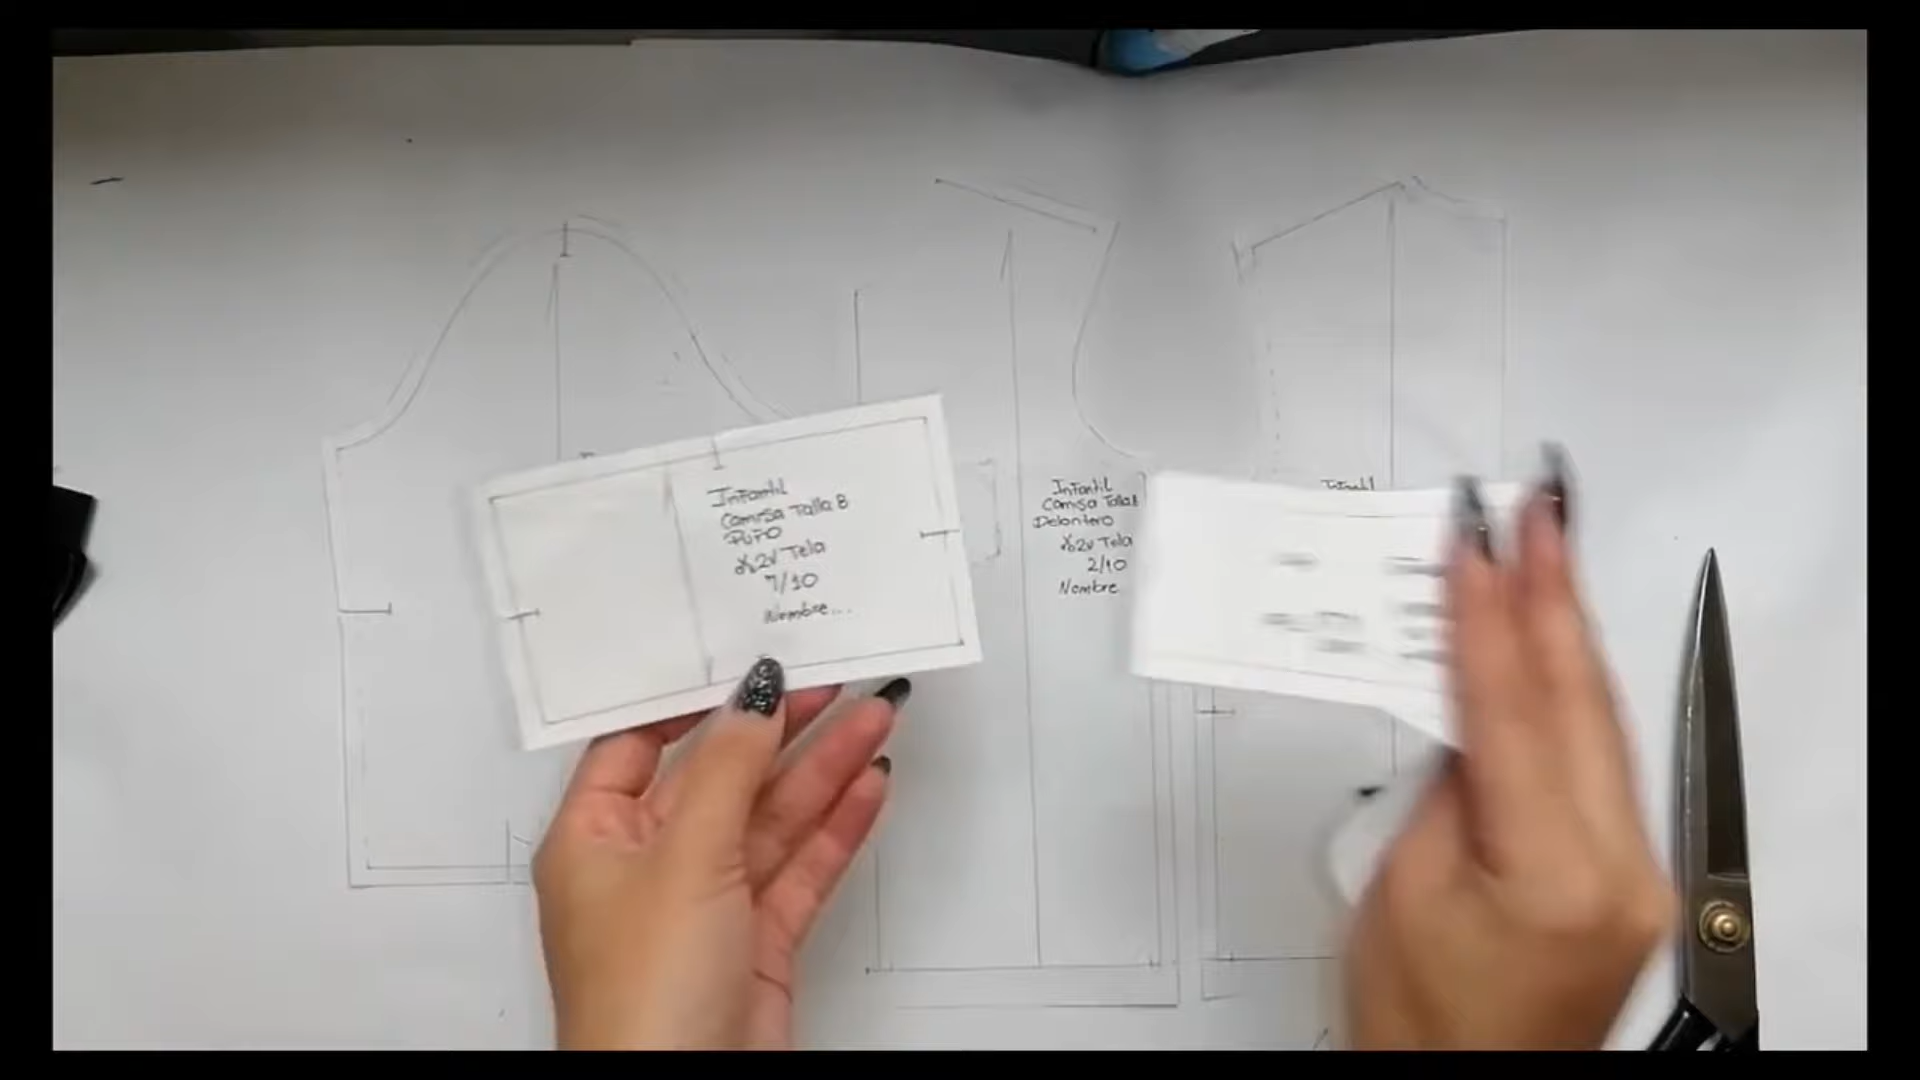 Infantil
Camisa Talla 8
Puño
x2v Tela
7/10
Nombre...
Infantil
Camisa Talla 8
Delantero
x2v Tela
2/10
Nombre
Infantil